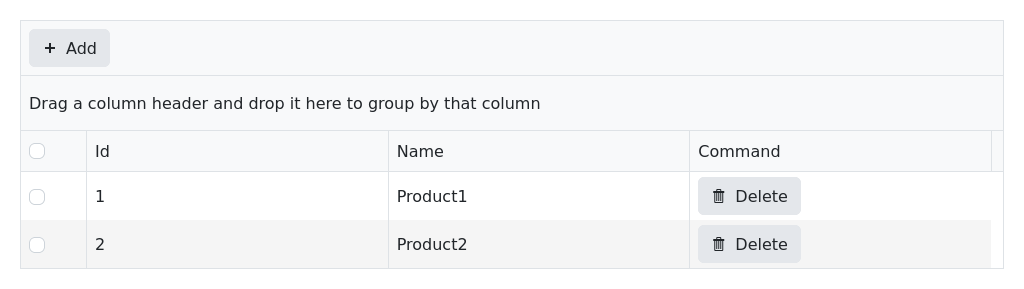 + Add
Drag a column header and drop it here to group by that column
Id Name Command
1 Product1 Delete
2 Product2 Delete